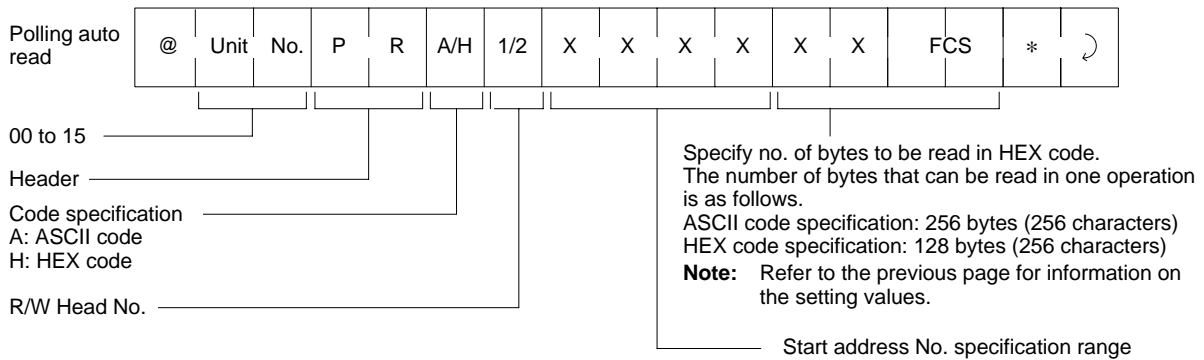 Polling auto
read
@ Unit No. P R A/H 1/2 X X X X X X FCS * ⤶
00 to 15
Header
Code specification
A: ASCII code
H: HEX code
R/W Head No.
Specify no. of bytes to be read in HEX code.
The number of bytes that can be read in one operation
is as follows.
ASCII code specification: 256 bytes (256 characters)
HEX code specification: 128 bytes (256 characters)
Note: Refer to the previous page for information on
the setting values.
Start address No. specification range